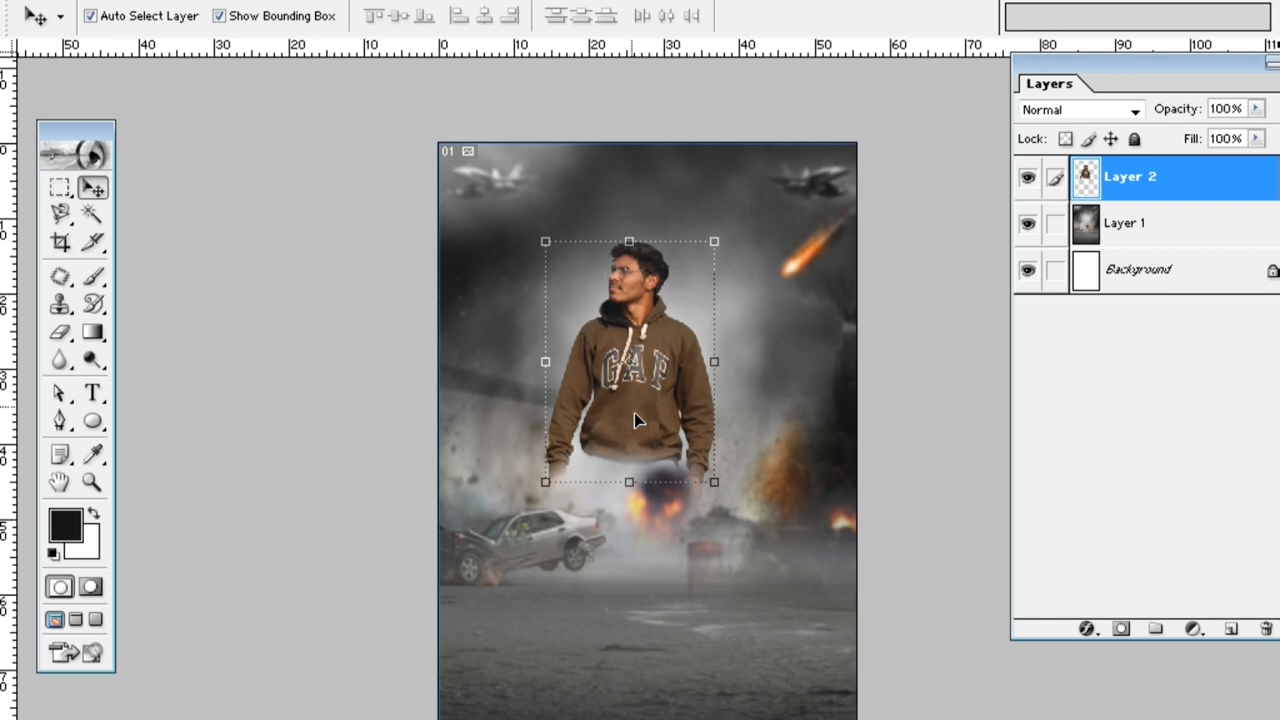 Auto Select Layer Show Bounding Box
50 40 30 20 10 0 10 20 30 40 50 60 70 80 90 100 11
Layers
Normal Opacity: 100%
Lock: Fill: 100%
01
Layer 2
Layer 1
Background
GAP
T